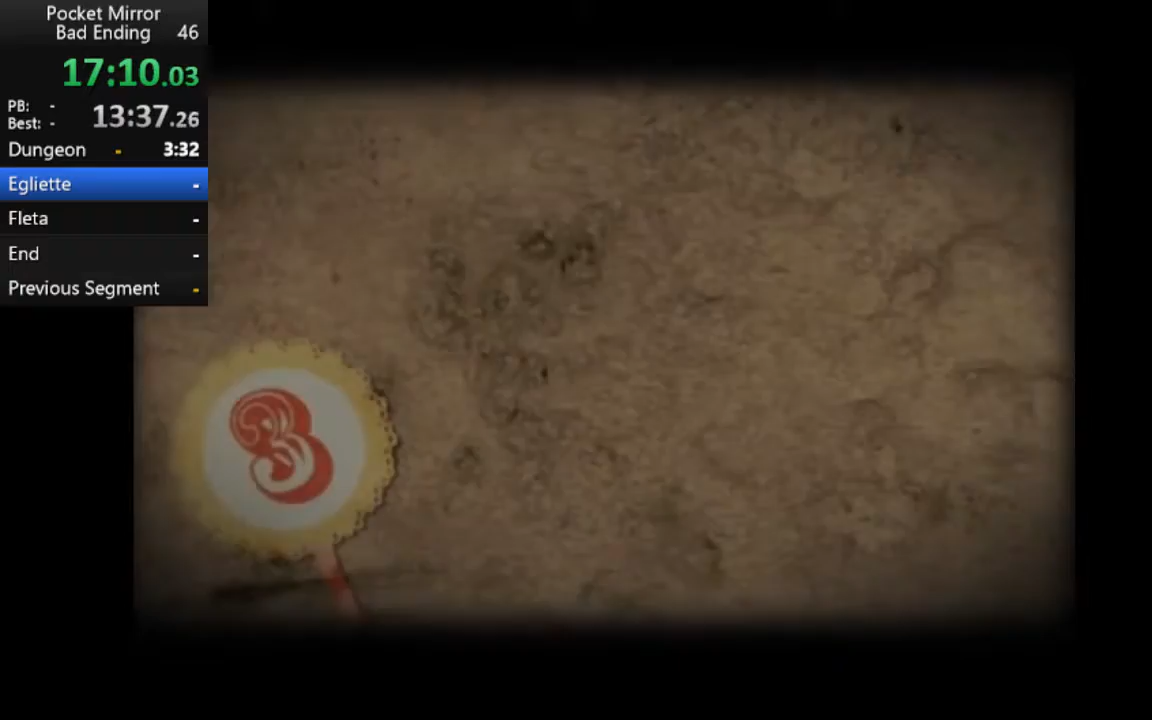 Pocket Mirror
Bad Ending 46
17:10.03
PB: -
Best: -
13:37.26
Dungeon - 3:32
Egliette -
Fleta -
End -
Previous Segment -
3